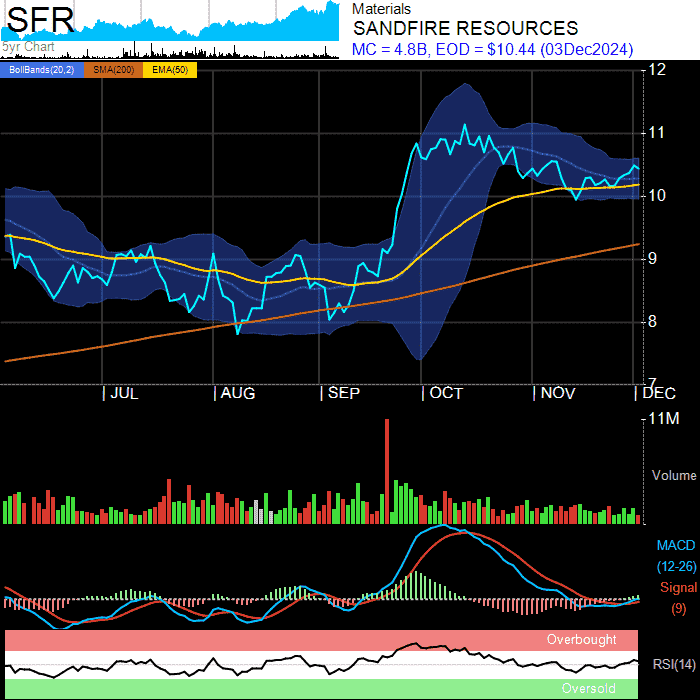 SFR
5yr Chart
Materials
SANDFIRE RESOURCES
MC = 4.8B, EOD = $10.44 (03Dec2024)
BollBands(20,2) SMA(200) EMA(50)
12
11
10
9
8
7
| JUL | AUG | SEP | OCT | NOV | DEC
11M
Volume
MACD
(12-26)
Signal
(9)
Overbought
RSI(14)
Oversold